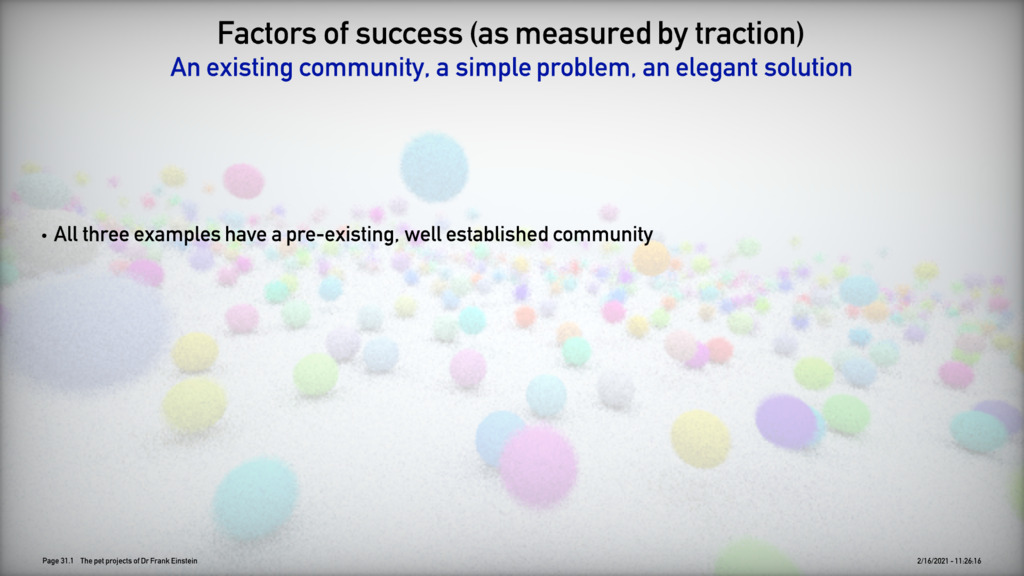 Factors of success (as measured by traction)
An existing community, a simple problem, an elegant solution
• All three examples have a pre-existing, well established community
Page 31.1 The pet projects of Dr Frank Einstein
2/16/2021 - 11:26:16